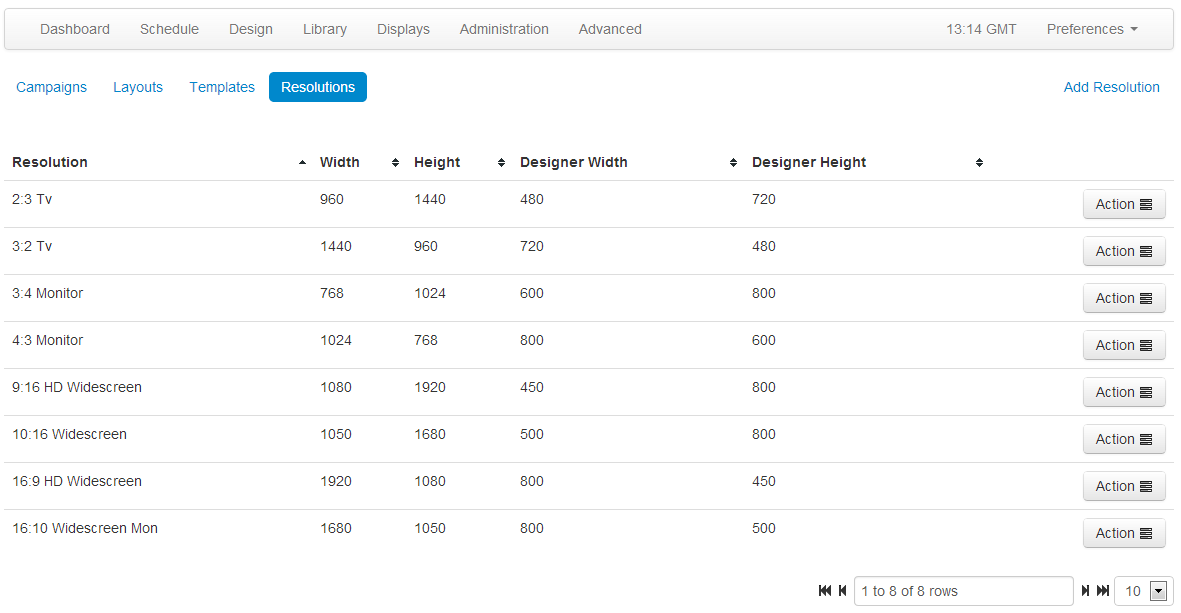 Dashboard Schedule Design Library Displays Administration Advanced 13:14 GMT Preferences
Campaigns Layouts Templates Resolutions Add Resolution
Resolution Width Height Designer Width Designer Height
2:3 Tv 960 1440 480 720 Action
3:2 Tv 1440 960 720 480 Action
3:4 Monitor 768 1024 600 800 Action
4:3 Monitor 1024 768 800 600 Action
9:16 HD Widescreen 1080 1920 450 800 Action
10:16 Widescreen 1050 1680 500 800 Action
16:9 HD Widescreen 1920 1080 800 450 Action
16:10 Widescreen Mon 1680 1050 800 500 Action
1 to 8 of 8 rows 10